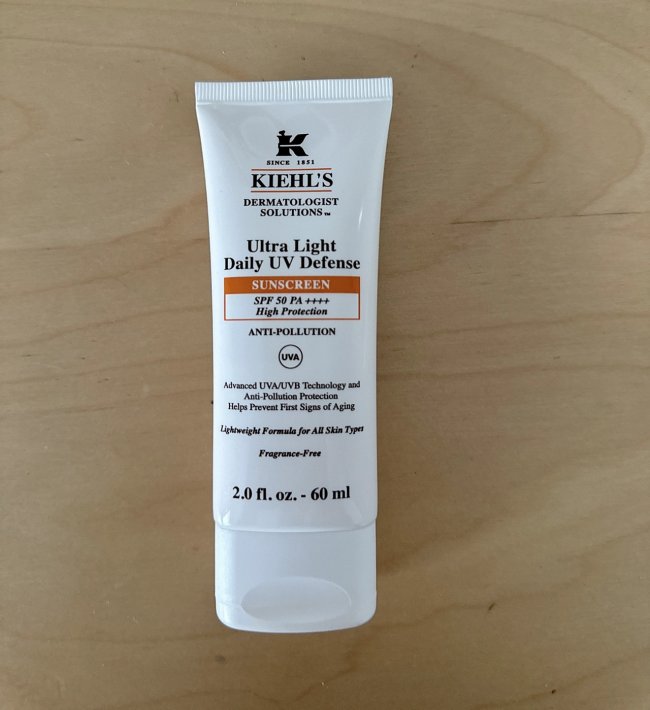 K
SINCE 1851
KIEHL'S
DERMATOLOGIST
SOLUTIONS™
Ultra Light
Daily UV Defense
SUNSCREEN
SPF 50 PA ++++
High Protection
ANTI-POLLUTION
UVA
Advanced UVA/UVB Technology and
Anti-Pollution Protection
Helps Prevent First Signs of Aging
Lightweight Formula for All Skin Types
Fragrance-Free
2.0 fl. oz. - 60 ml